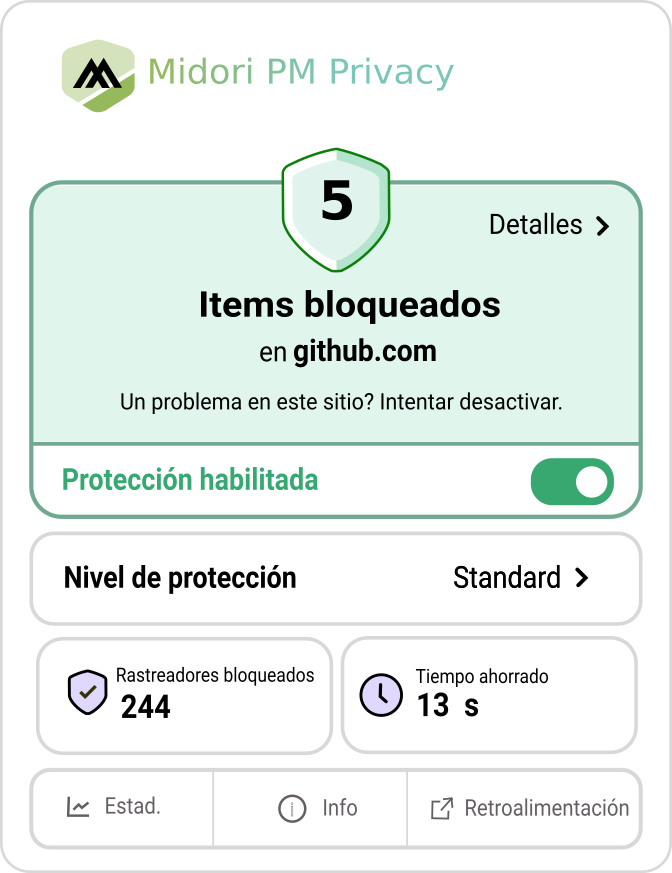 Midori PM Privacy
5
Detalles
Items bloqueados
en github.com
Un problema en este sitio? Intentar desactivar.
Protección habilitada
Nivel de protección
Standard
Rastreadores bloqueados
244
Tiempo ahorrado
13 s
Estad.
Info
Retroalimentación